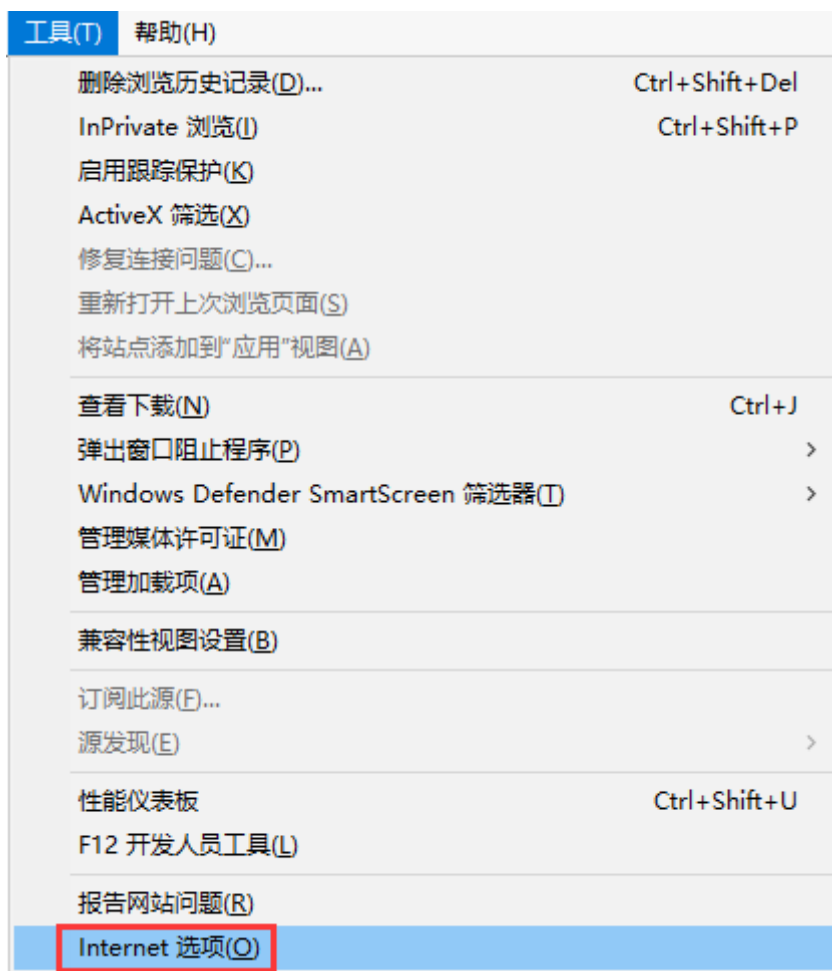 工具(T) 帮助(H)
删除浏览历史记录(D)... Ctrl+Shift+Del
InPrivate 浏览(I) Ctrl+Shift+P
启用跟踪保护(K)
ActiveX 筛选(X)
修复连接问题(C)...
重新打开上次浏览页面(S)
将站点添加到“应用”视图(A)
查看下载(N) Ctrl+J
弹出窗口阻止程序(P)
Windows Defender SmartScreen 筛选器(T)
管理媒体许可证(M)
管理加载项(A)
兼容性视图设置(B)
订阅此源(F)...
源发现(E)
性能仪表板 Ctrl+Shift+U
F12 开发人员工具(L)
报告网站问题(R)
Internet 选项(O)